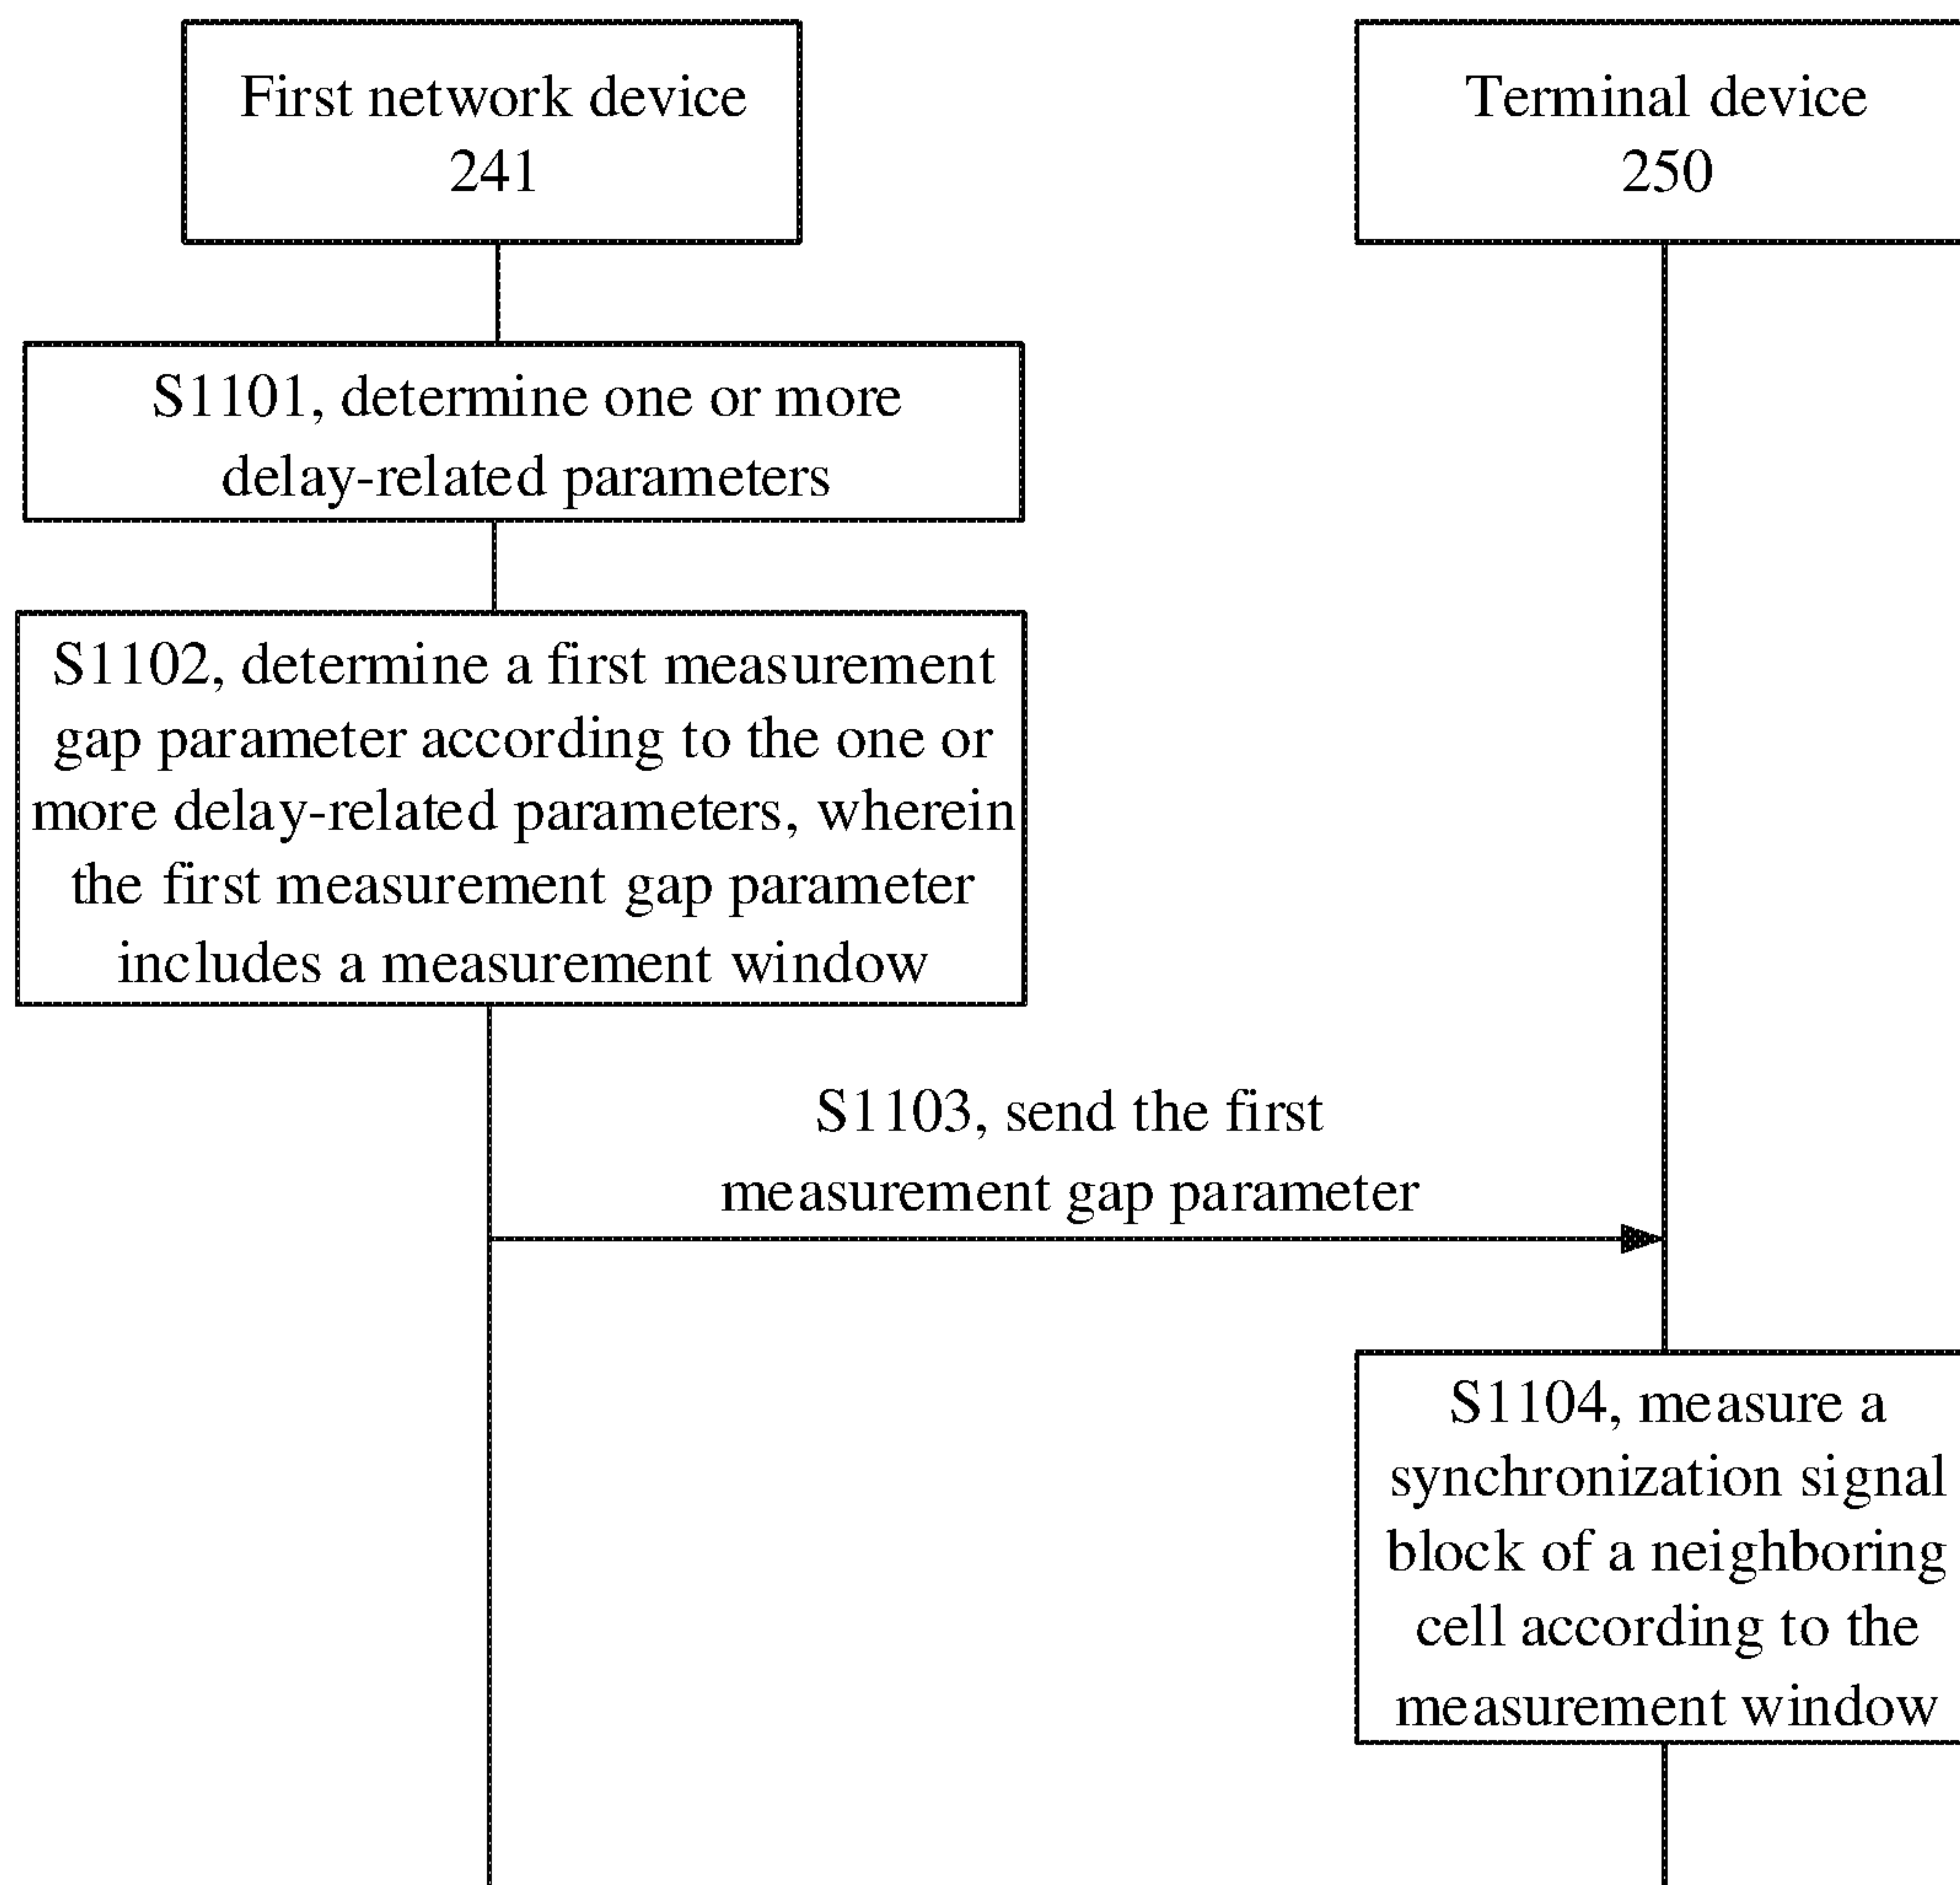 First network device
241
Terminal device
250
S1101, determine one or more
delay-related parameters
S1102, determine a first measurement
gap parameter according to the one or
more delay-related parameters, wherein
the first measurement gap parameter
includes a measurement window
S1103, send the first
measurement gap parameter
S1104, measure a
synchronization signal
block of a neighboring
cell according to the
measurement window